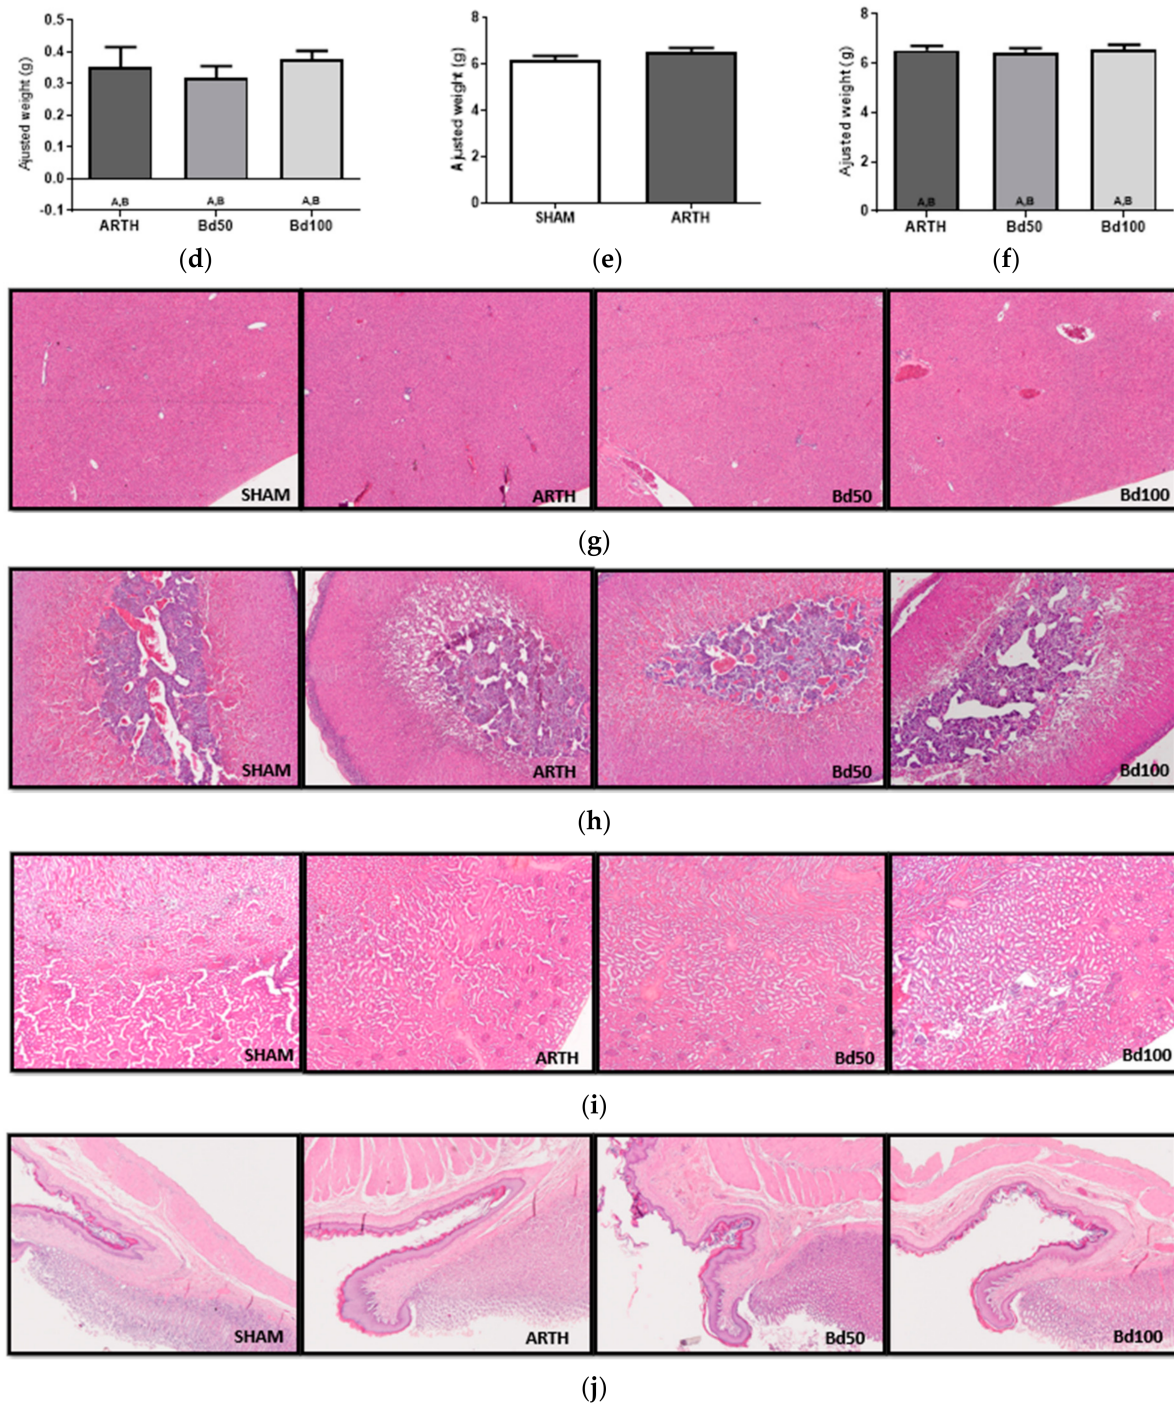 0.5
0.4
0.3
0.2
0.1
0.0
-0.1
Ajusted weight (g)
A,B A,B A,B
ARTH Bd50 Bd100
(d)
8
6
4
2
0
Ajusted weight (g)
SHAM ARTH
(e)
8
6
4
2
0
Ajusted weight (g)
A,B A,B A,B
ARTH Bd50 Bd100
(f)
SHAM ARTH Bd50 Bd100
(g)
SHAM ARTH Bd50 Bd100
(h)
SHAM ARTH Bd50 Bd100
(i)
SHAM ARTH Bd50 Bd100
(j)